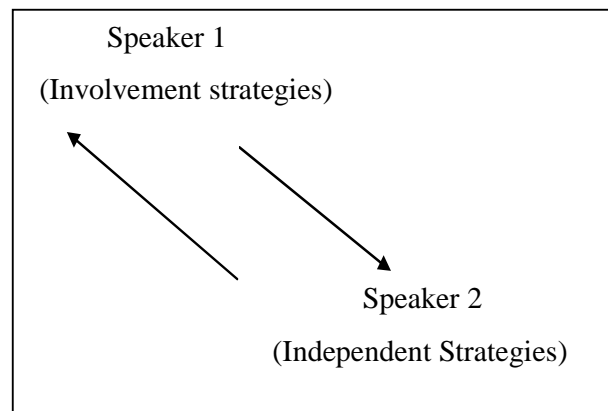 Speaker 1
(Involvement strategies)
Speaker 2
(Independent Strategies)